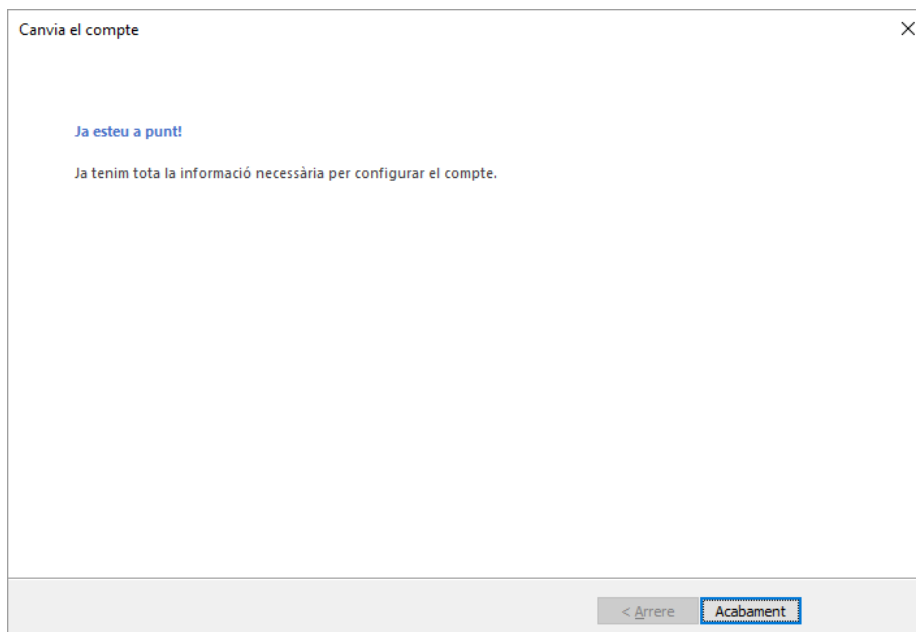 Canvia el compte
Ja esteu a punt!
Ja tenim tota la informació necessària per configurar el compte.
< Arrere
Acabament